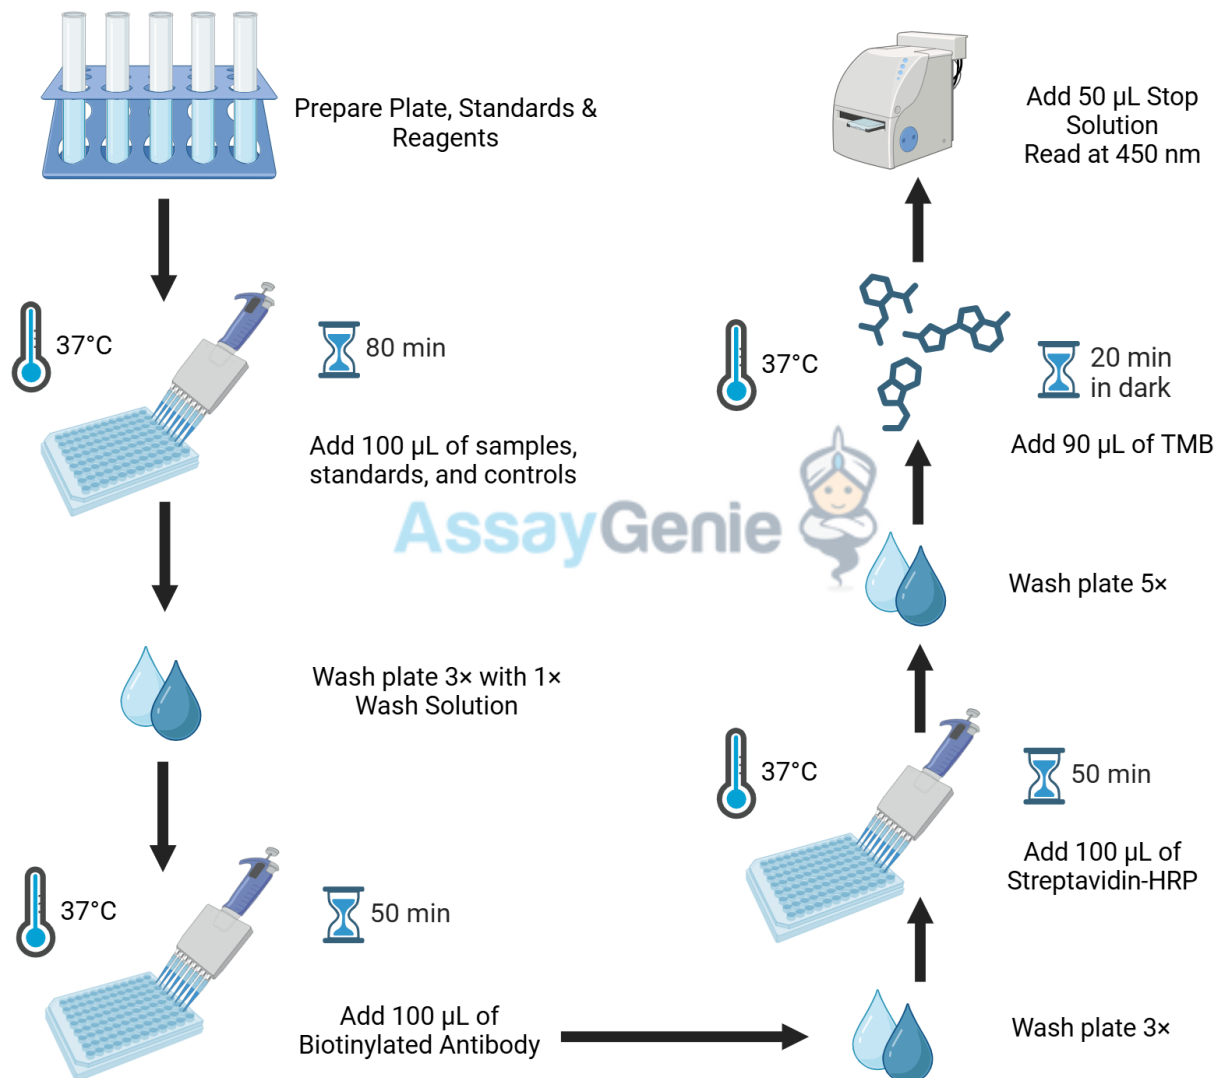 Prepare Plate, Standards &
Reagents
37°C
80 min
Add 100 µL of samples,
standards, and controls
Wash plate 3× with 1×
Wash Solution
37°C
50 min
Add 100 µL of
Biotinylated Antibody
Wash plate 3×
37°C
50 min
Add 100 µL of
Streptavidin-HRP
Wash plate 5×
37°C
20 min
in dark
Add 90 µL of TMB
Add 50 µL Stop
Solution
Read at 450 nm
AssayGenie